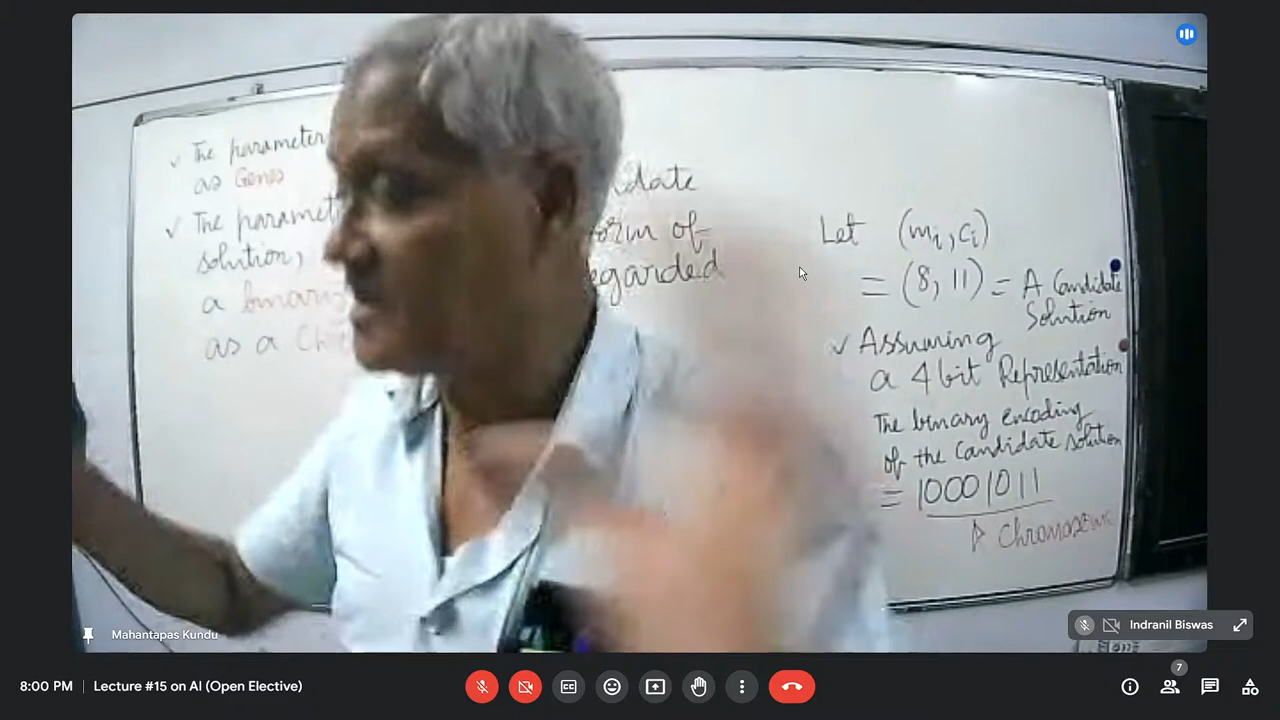 ✓ The parameter
as Genes
✓ The paramet
solution,
a binary
as a Ch
idate
form of
egarded
Let (mi, ci)
= (8, 11) = A Candidate
Solution
✓ Assuming
a 4 bit Representation
The binary encoding
of the Candidate solution
= 10001011
A Chromosome
Mahantapas Kundu
Indranil Biswas
8:00 PM | Lecture #15 on AI (Open Elective)
7